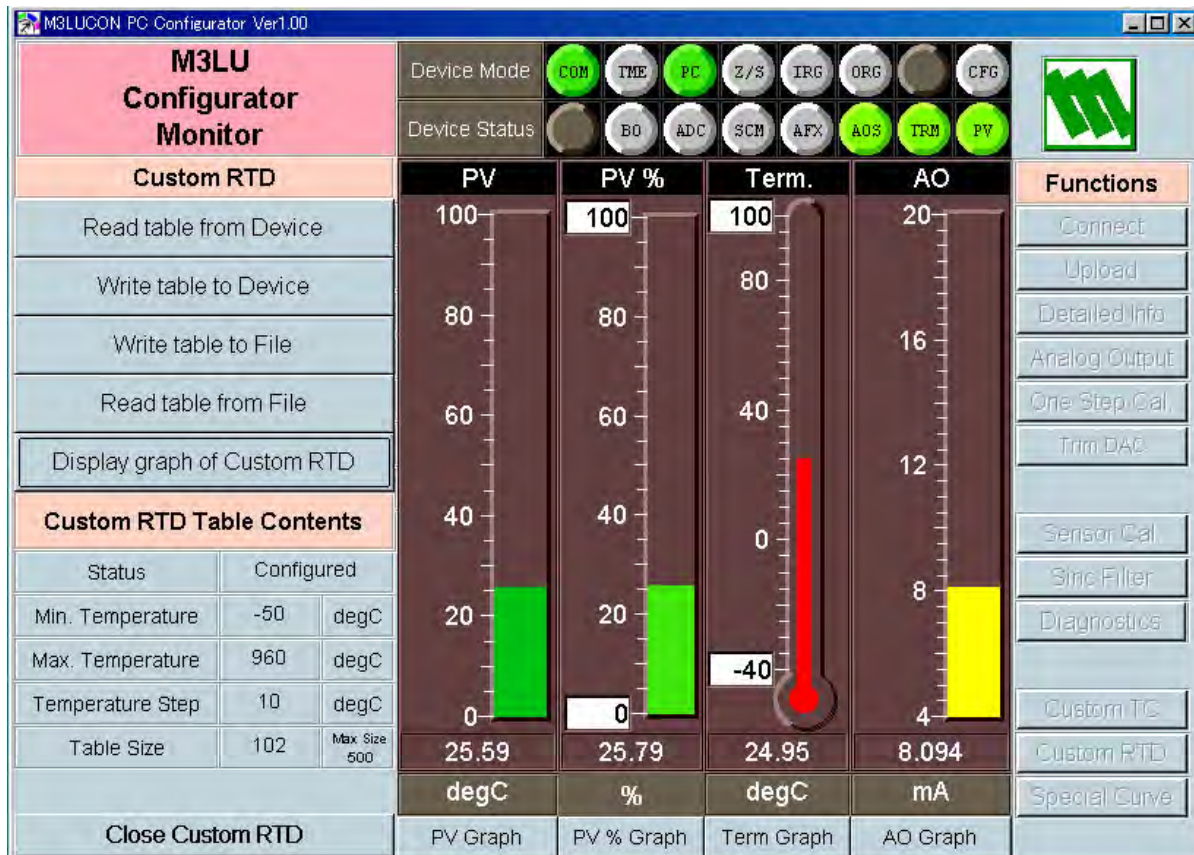 M3LUCON PC Configurator Ver1.00
M3LU
Configurator
Monitor
Device Mode
COM TME PC Z/S IRG ORG CFG
Device Status
BO ADC SCM AFX AOS TRM PV
Custom RTD
Read table from Device
Write table to Device
Write table to File
Read table from File
Display graph of Custom RTD
Custom RTD Table Contents
Status Configured
Min. Temperature -50 degC
Max. Temperature 960 degC
Temperature Step 10 degC
Table Size 102 Max Size
500
Close Custom RTD
PV
100
80
60
40
20
0
25.59
degC
PV Graph
PV %
100
80
60
40
20
0
25.79
%
PV % Graph
Term.
100
80
40
0
-40
24.95
degC
Term Graph
AO
20
16
12
8
4
8.094
mA
AO Graph
Functions
Connect
Upload
Detailed Info
Analog Output
One Step Cal.
Trim DAC
Sensor Cal.
Sinc Filter
Diagnostics
Custom TC
Custom RTD
Special Curve